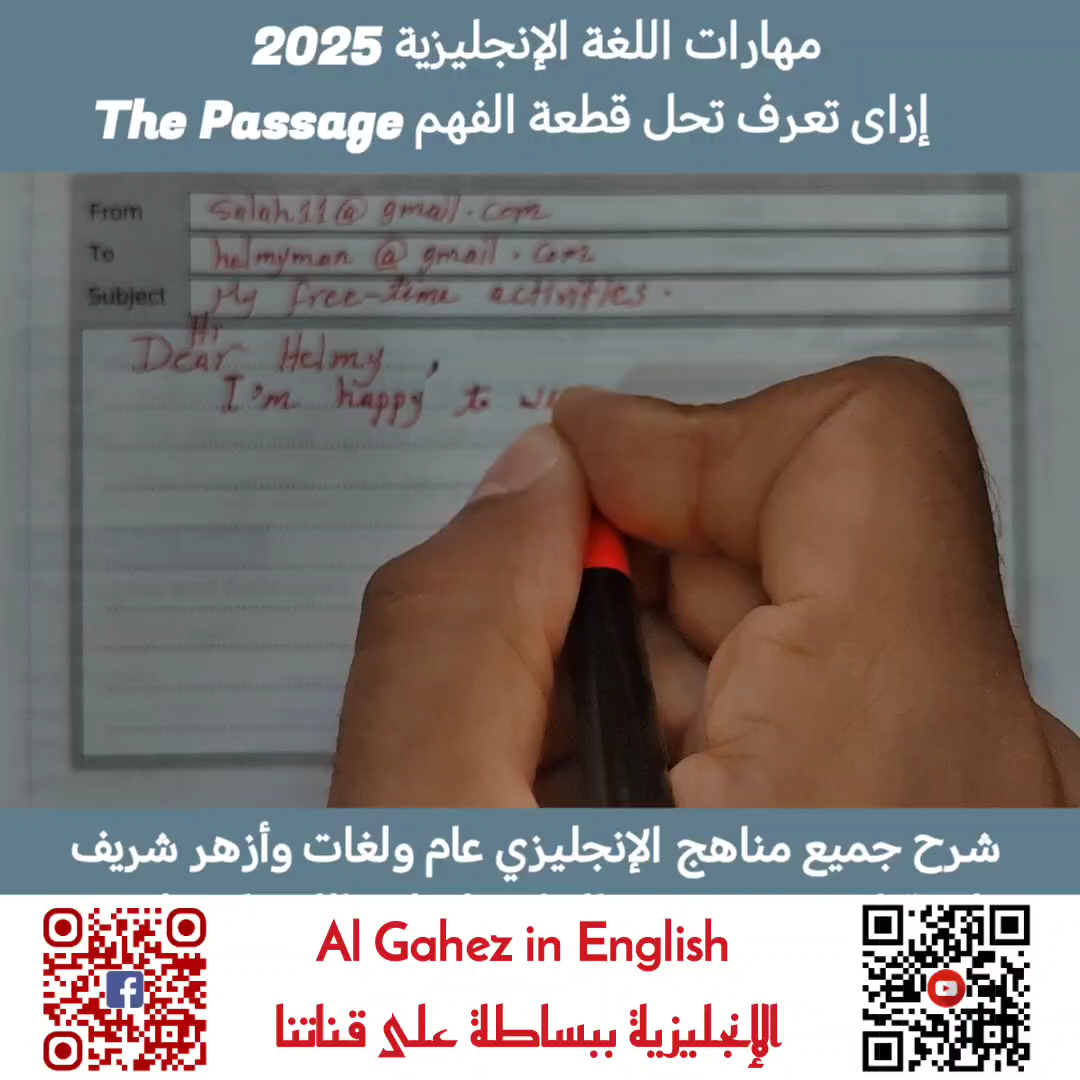 مهارات اللغة الإنجليزية 2025
إزاى تعرف تحل قطعة الفهم The Passage
From salah11@gmail.com
To helmyman@gmail.com
Subject My free-time activities.
Hi
Dear Helmy,
I'm happy to
شرح جميع مناهج الإنجليزي عام ولغات وأزهر شريف
Al Gahez in English
الإنجليزية ببساطة على قناتنا